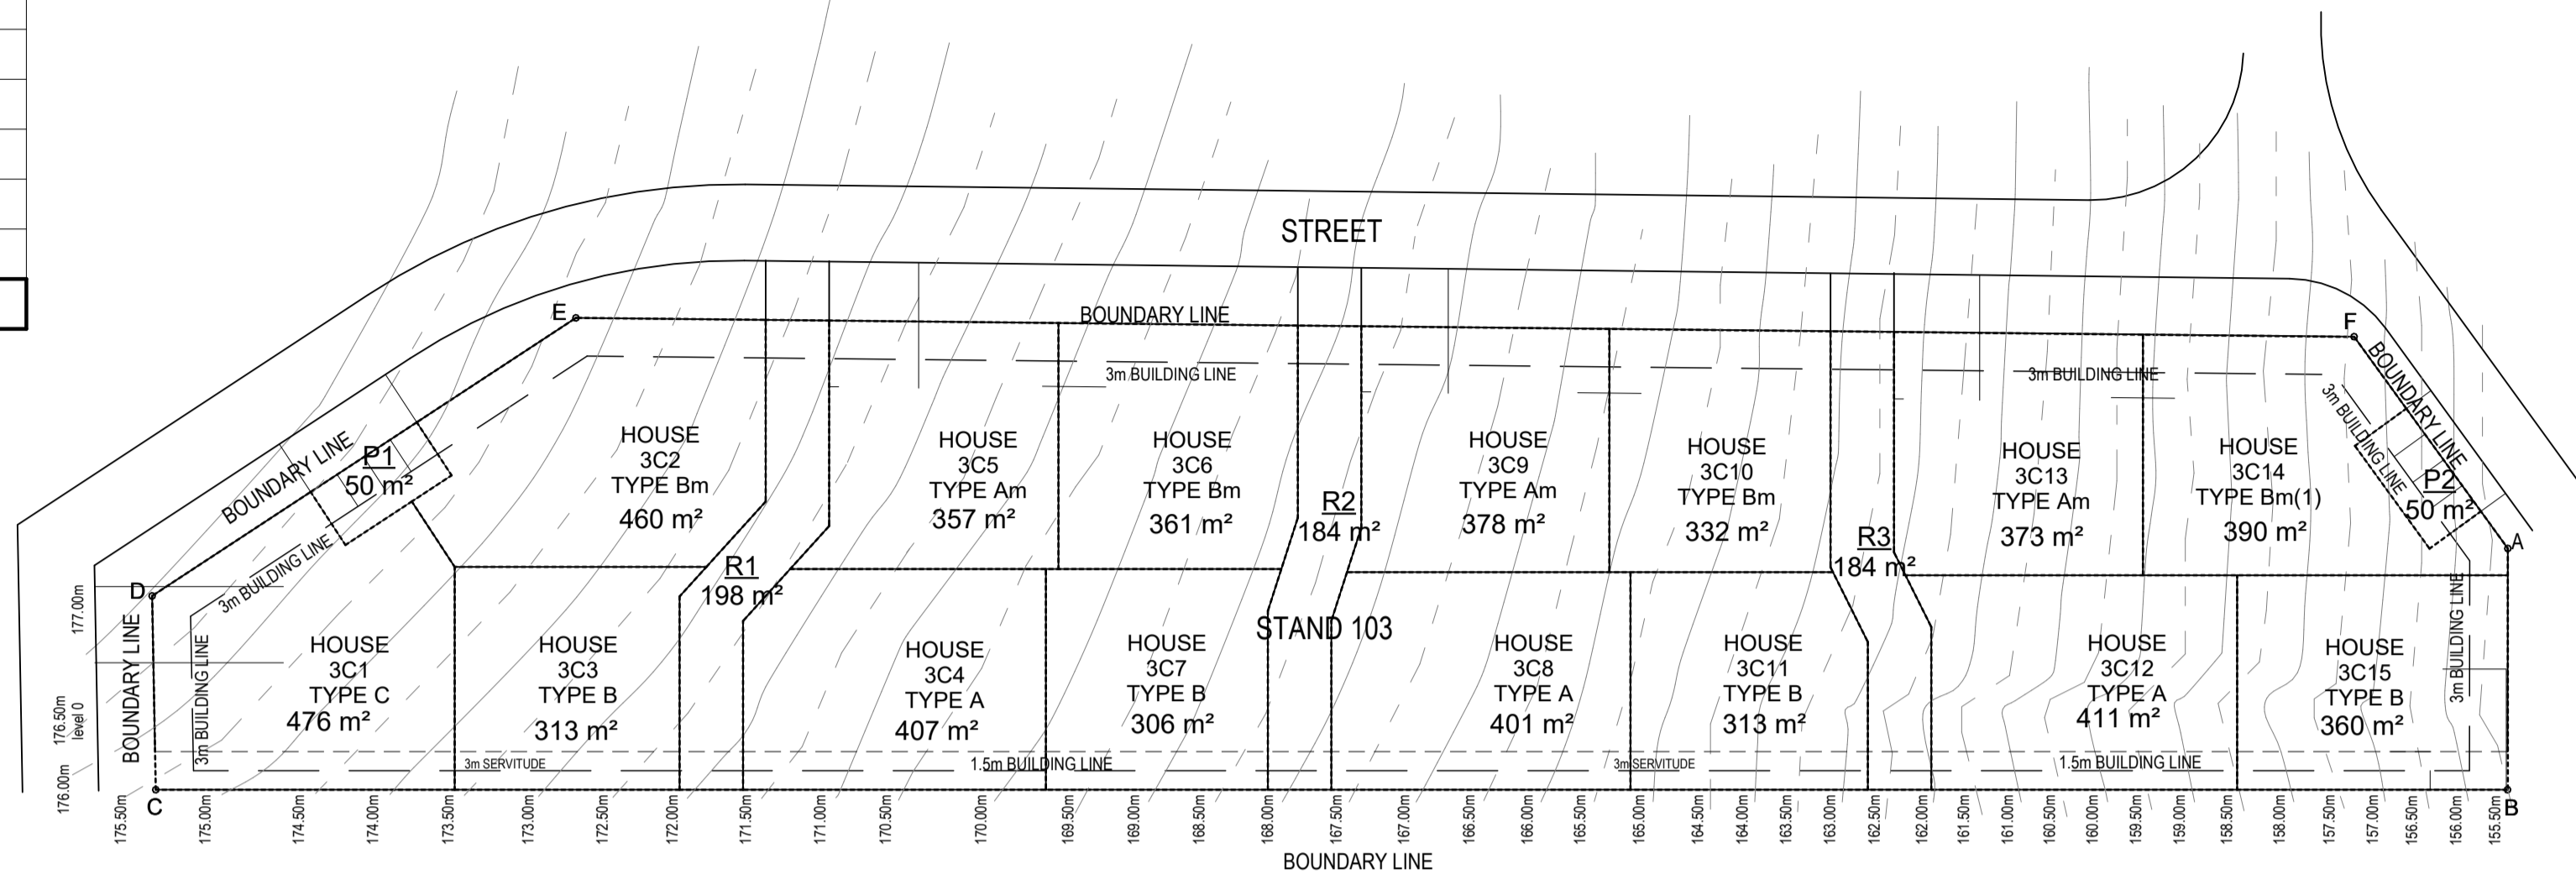 STREET
E
BOUNDARY LINE
F
BOUNDARY LINE
3m BUILDING LINE
3m BUILDING LINE
3m BUILDING LINE
BOUNDARY LINE
P1
50 m²
HOUSE
3C2
TYPE Bm
460 m²
HOUSE
3C5
TYPE Am
357 m²
HOUSE
3C6
TYPE Bm
361 m²
R2
184 m²
HOUSE
3C9
TYPE Am
378 m²
HOUSE
3C10
TYPE Bm
332 m²
R3
184 m²
HOUSE
3C13
TYPE Am
373 m²
HOUSE
3C14
TYPE Bm(1)
390 m²
P2
50 m²
A
3m BUILDING LINE
R1
198 m²
D
177.00m
176.50m
level 0
176.00m
BOUNDARY LINE
3m BUILDING LINE
STAND 103
HOUSE
3C1
TYPE C
476 m²
HOUSE
3C3
TYPE B
313 m²
HOUSE
3C4
TYPE A
407 m²
HOUSE
3C7
TYPE B
306 m²
HOUSE
3C8
TYPE A
401 m²
HOUSE
3C11
TYPE B
313 m²
HOUSE
3C12
TYPE A
411 m²
HOUSE
3C15
TYPE B
360 m²
3m BUILDING LINE
3m SERVITUDE
1.5m BUILDING LINE
3m SERVITUDE
1.5m BUILDING LINE
C
B
175.50m
175.00m
174.50m
174.00m
173.50m
173.00m
172.50m
172.00m
171.50m
171.00m
170.50m
170.00m
169.50m
169.00m
168.50m
168.00m
167.50m
167.00m
166.50m
166.00m
165.50m
165.00m
164.50m
164.00m
163.50m
163.00m
162.50m
162.00m
161.50m
161.00m
160.50m
160.00m
159.50m
159.00m
158.50m
158.00m
157.50m
157.00m
156.50m
156.00m
155.50m
BOUNDARY LINE